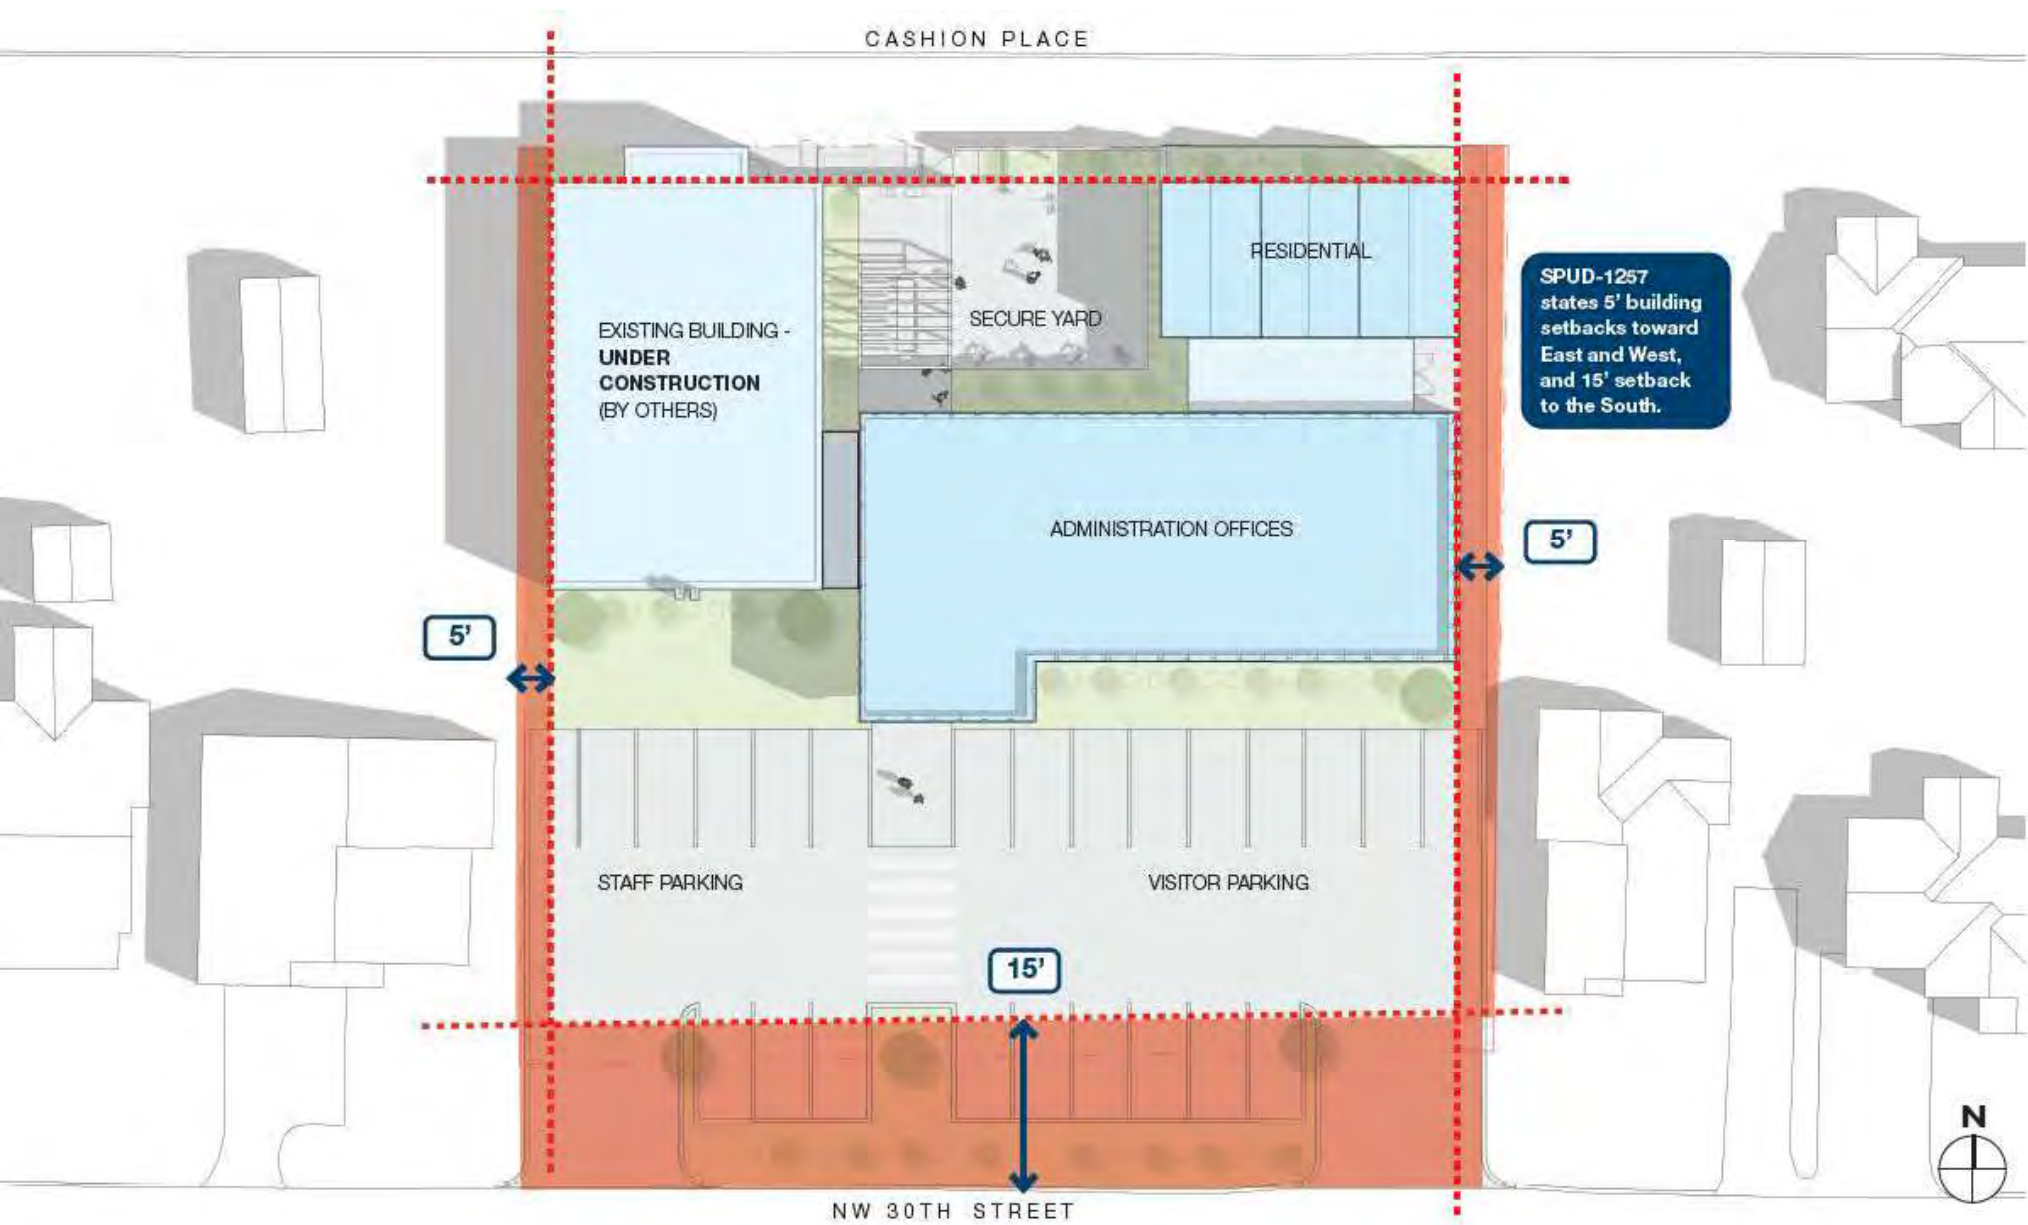 CASHION PLACE
RESIDENTIAL
SPUD-1257
states 5’ building
setbacks toward
East and West,
and 15’ setback
to the South.
SECURE YARD
EXISTING BUILDING -
UNDER
CONSTRUCTION
(BY OTHERS)
ADMINISTRATION OFFICES
5’
5’
STAFF PARKING
VISITOR PARKING
15’
N
NW 30TH STREET